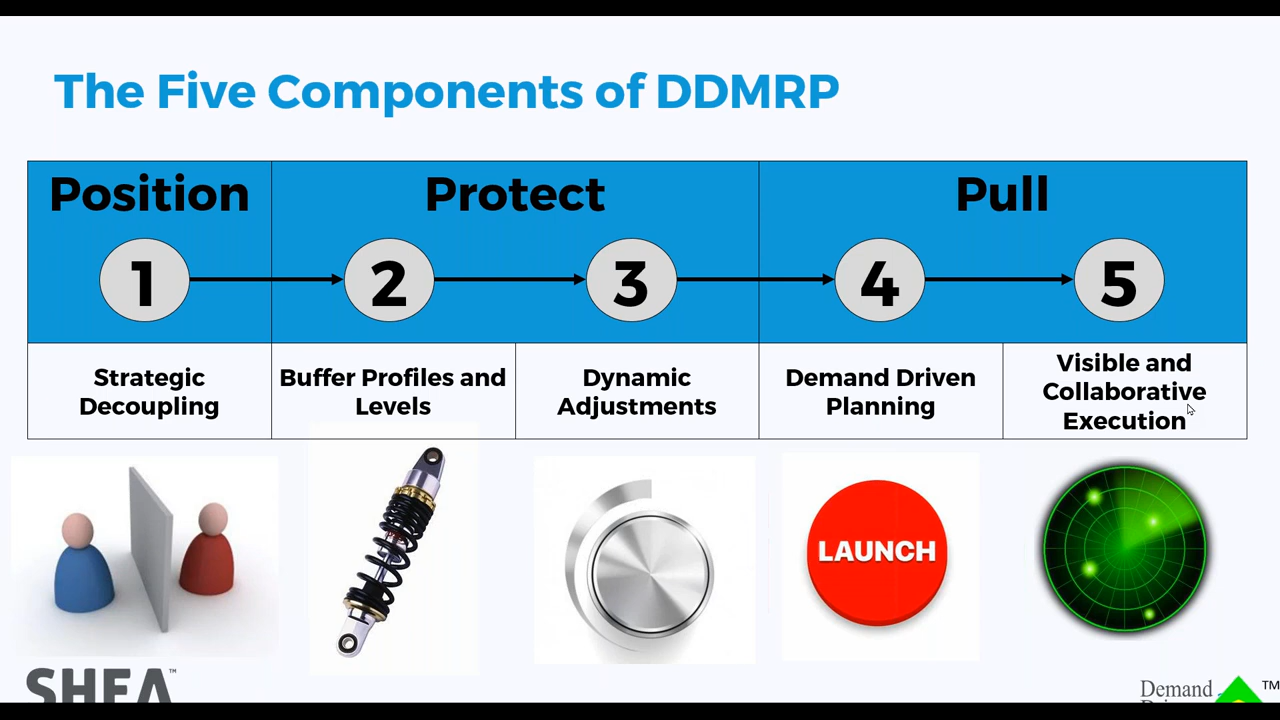 The Five Components of DDMRP
Position
Protect
Pull
1
2
3
4
5
Strategic
Decoupling
Buffer Profiles and
Levels
Dynamic
Adjustments
Demand Driven
Planning
Visible and
Collaborative
Execution
LAUNCH
SHEA™
Demand
TM